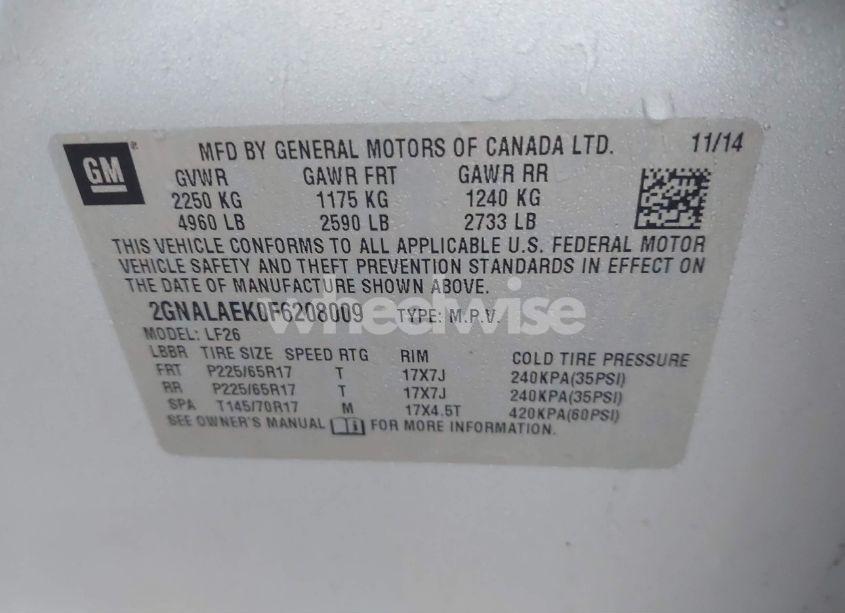 GM
MFD BY GENERAL MOTORS OF CANADA LTD. 11/14
GVWR GAWR FRT GAWR RR
2250 KG 1175 KG 1240 KG
4960 LB 2590 LB 2733 LB
THIS VEHICLE CONFORMS TO ALL APPLICABLE U.S. FEDERAL MOTOR
VEHICLE SAFETY AND THEFT PREVENTION STANDARDS IN EFFECT ON
THE DATE OF MANUFACTURE SHOWN ABOVE.
2GNALAEK0F6208009 TYPE: M.P.V.
wheelwise
MODEL: LF26
LBBR TIRE SIZE SPEED RTG RIM COLD TIRE PRESSURE
FRT P225/65R17 T 17X7J 240KPA(35PSI)
RR P225/65R17 T 17X7J 240KPA(35PSI)
SPA T145/70R17 M 17X4.5T 420KPA(60PSI)
SEE OWNER'S MANUAL FOR MORE INFORMATION.